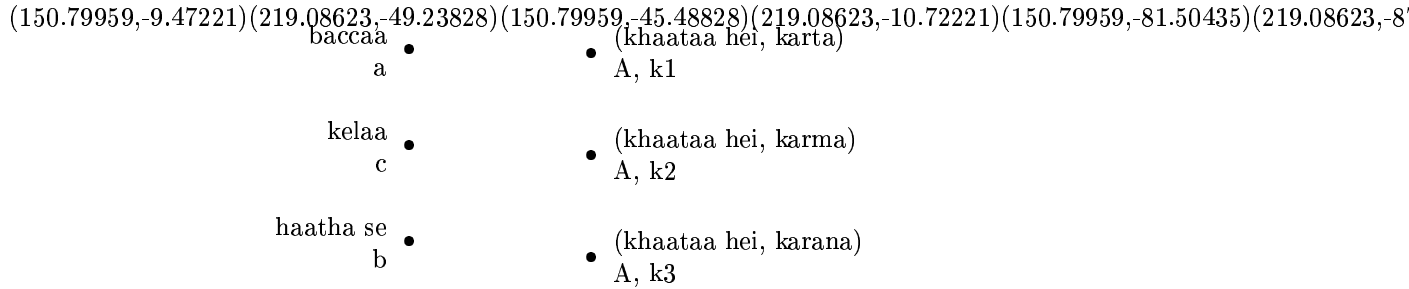 (150.79959,-9.47221)(219.08623,-49.23828)(150.79959,-45.48828)(219.08623,-10.72221)(150.79959,-81.50435)(219.08623,-8
baccaa
a
(khaataa hei, karta)
A, k1
kelaa
c
(khaataa hei, karma)
A, k2
haatha se
b
(khaataa hei, karana)
A, k3